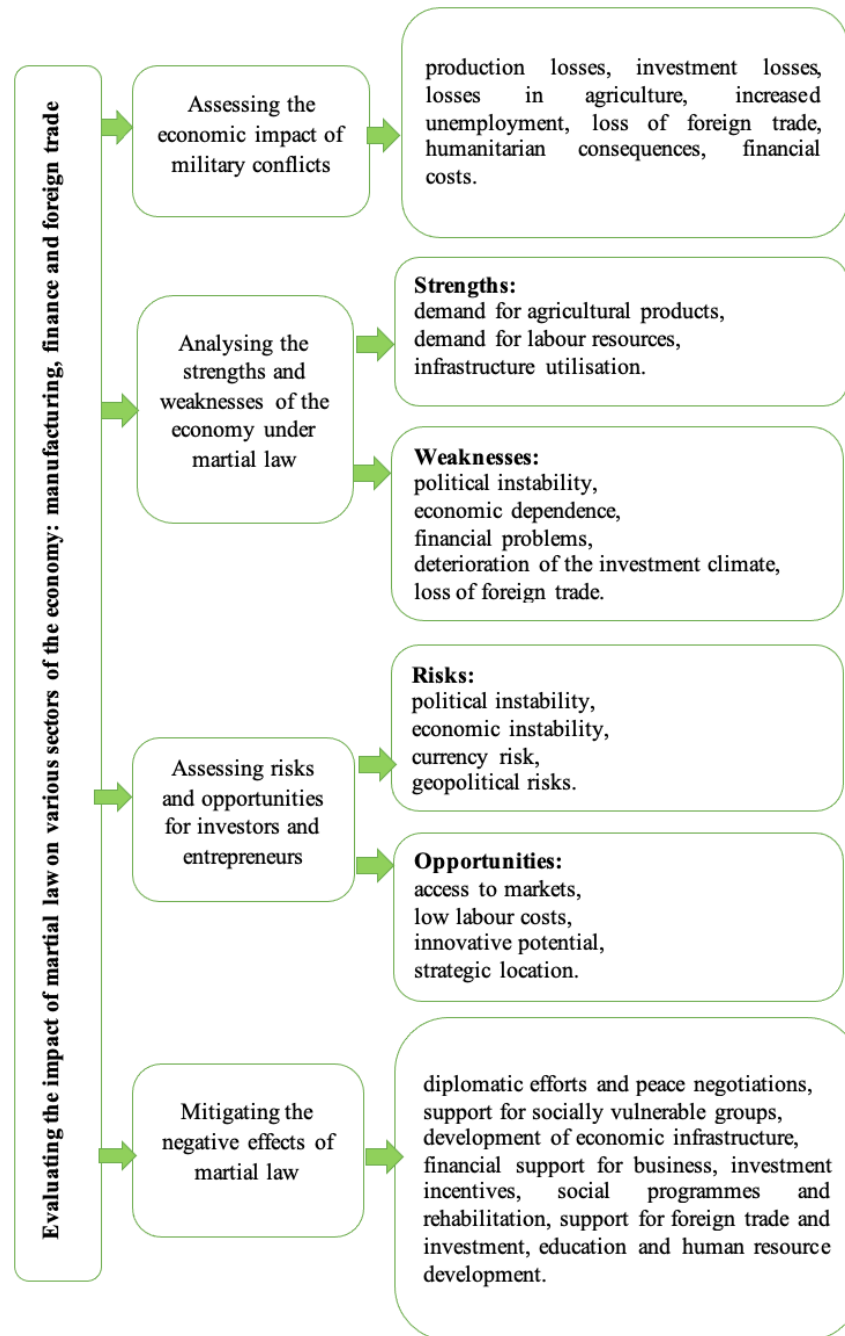 Evaluating the impact of martial law on various sectors of the economy: manufacturing, finance and foreign trade
Assessing the
economic impact of
military conflicts
production losses, investment losses,
losses in agriculture, increased
unemployment, loss of foreign trade,
humanitarian consequences, financial
costs.
Analysing the
strengths and
weaknesses of the
economy under
martial law
Strengths:
demand for agricultural products,
demand for labour resources,
infrastructure utilisation.
Weaknesses:
political instability,
economic dependence,
financial problems,
deterioration of the investment climate,
loss of foreign trade.
Assessing risks
and opportunities
for investors and
entrepreneurs
Risks:
political instability,
economic instability,
currency risk,
geopolitical risks.
Opportunities:
access to markets,
low labour costs,
innovative potential,
strategic location.
Mitigating the
negative effects of
martial law
diplomatic efforts and peace negotiations,
support for socially vulnerable groups,
development of economic infrastructure,
financial support for business, investment
incentives, social programmes and
rehabilitation, support for foreign trade and
investment, education and human resource
development.